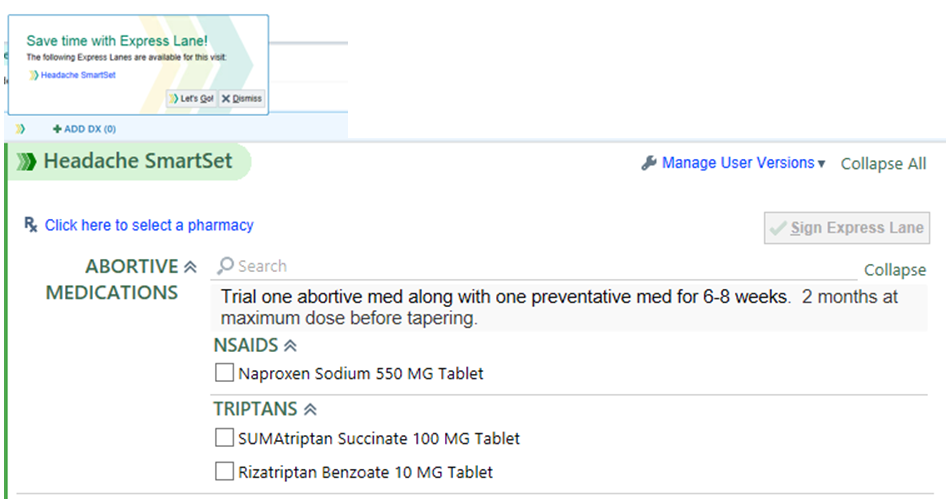 Save time with Express Lane!
The following Express Lanes are available for this visit:
Headache SmartSet
Let's Go! Dismiss
ADD DX (0)
Headache SmartSet
Manage User Versions Collapse All
Click here to select a pharmacy
Sign Express Lane
ABORTIVE MEDICATIONS
Search
Collapse
Trial one abortive med along with one preventative med for 6-8 weeks. 2 months at
maximum dose before tapering.
NSAIDS
Naproxen Sodium 550 MG Tablet
TRIPTANS
SUMAtriptan Succinate 100 MG Tablet
Rizatriptan Benzoate 10 MG Tablet